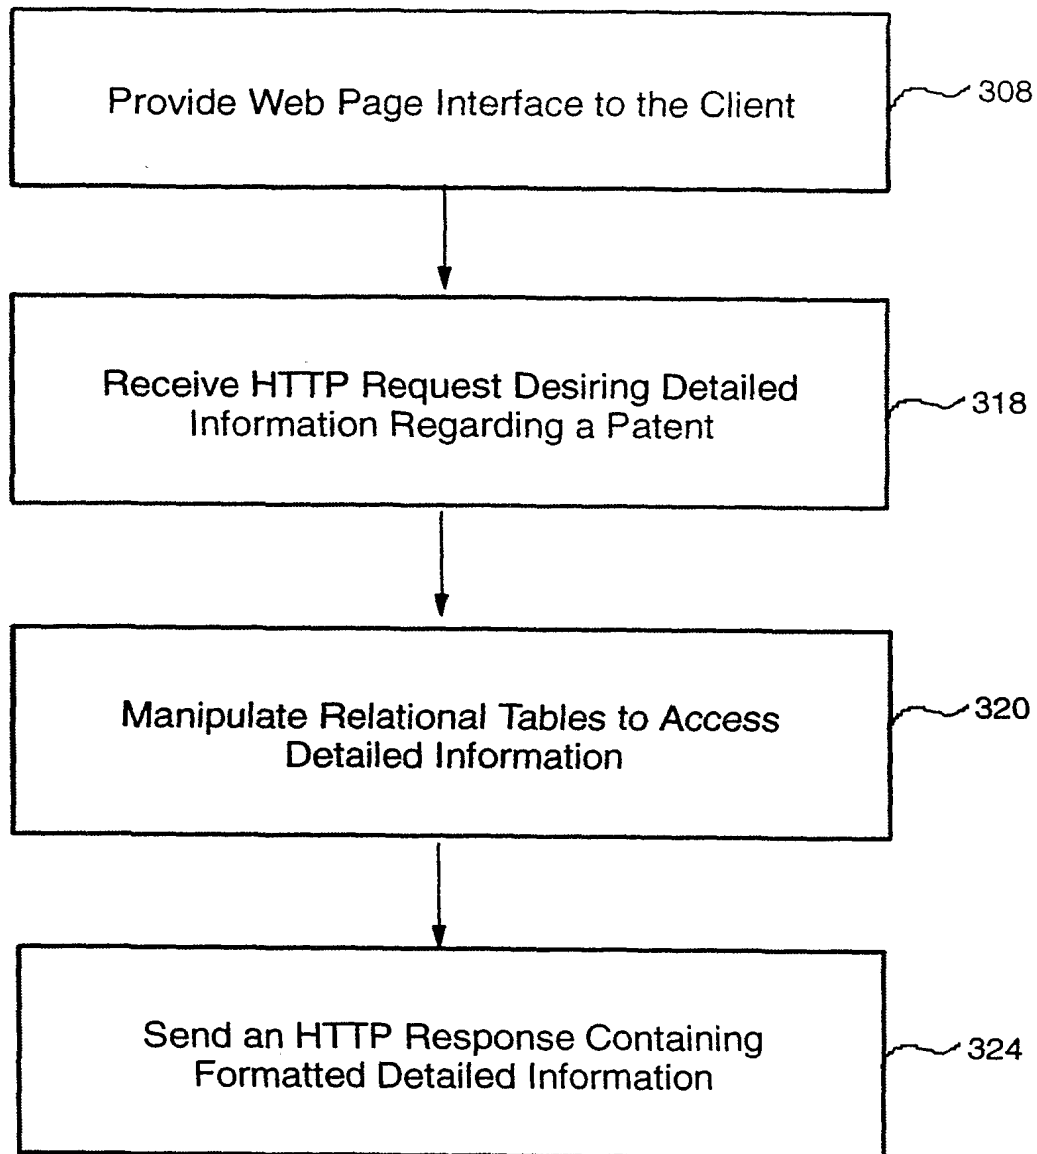 Provide Web Page Interface to the Client
308
Receive HTTP Request Desiring Detailed
Information Regarding a Patent
318
Manipulate Relational Tables to Access
Detailed Information
320
Send an HTTP Response Containing
Formatted Detailed Information
324